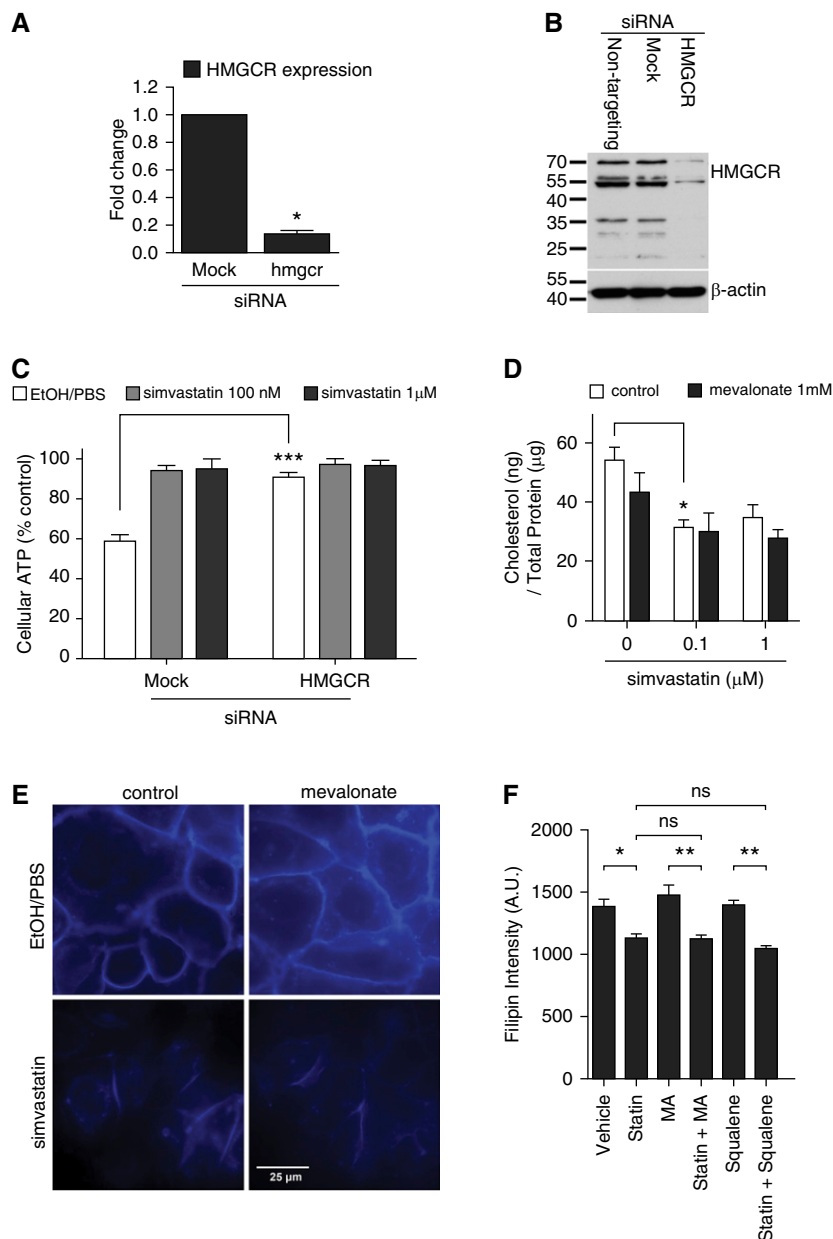 A
HMGCR expression
Fold change
1.2
1.0
0.8
0.6
0.4
0.2
0.0
*
Mock hmgcr
siRNA
B
siRNA
Non-targeting
Mock
HMGCR
70
55
40
35
25
HMGCR
55
40
β-actin
C
EtOH/PBS simvastatin 100 nM simvastatin 1μM
Cellular ATP (% control)
100
80
60
40
20
0
***
Mock HMGCR
siRNA
D
control mevalonate 1mM
Cholesterol (ng)
/ Total Protein (μg)
60
40
20
0
*
0 0.1 1
simvastatin (μM)
E
control mevalonate
EtOH/PBS
simvastatin
25 μm
F
ns
ns
* ** **
Filipin Intensity (A.U.)
2000
1500
1000
500
0
Vehicle
Statin
MA
Statin + MA
Squalene
Statin + Squalene